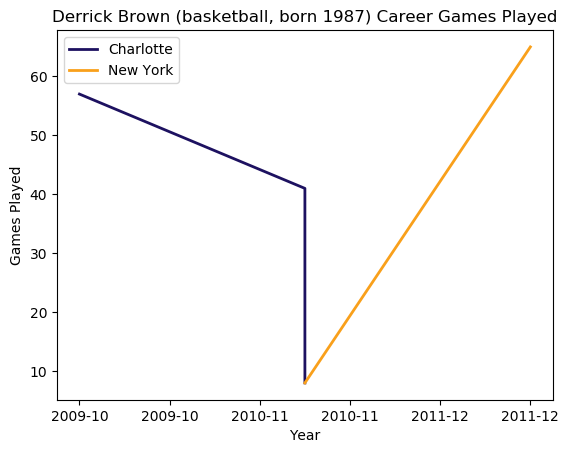 Derrick Brown (basketball, born 1987) Career Games Played
Charlotte
New York
60
50
40
30
20
10
Games Played
2009-10 2009-10 2010-11 2010-11 2011-12 2011-12
Year